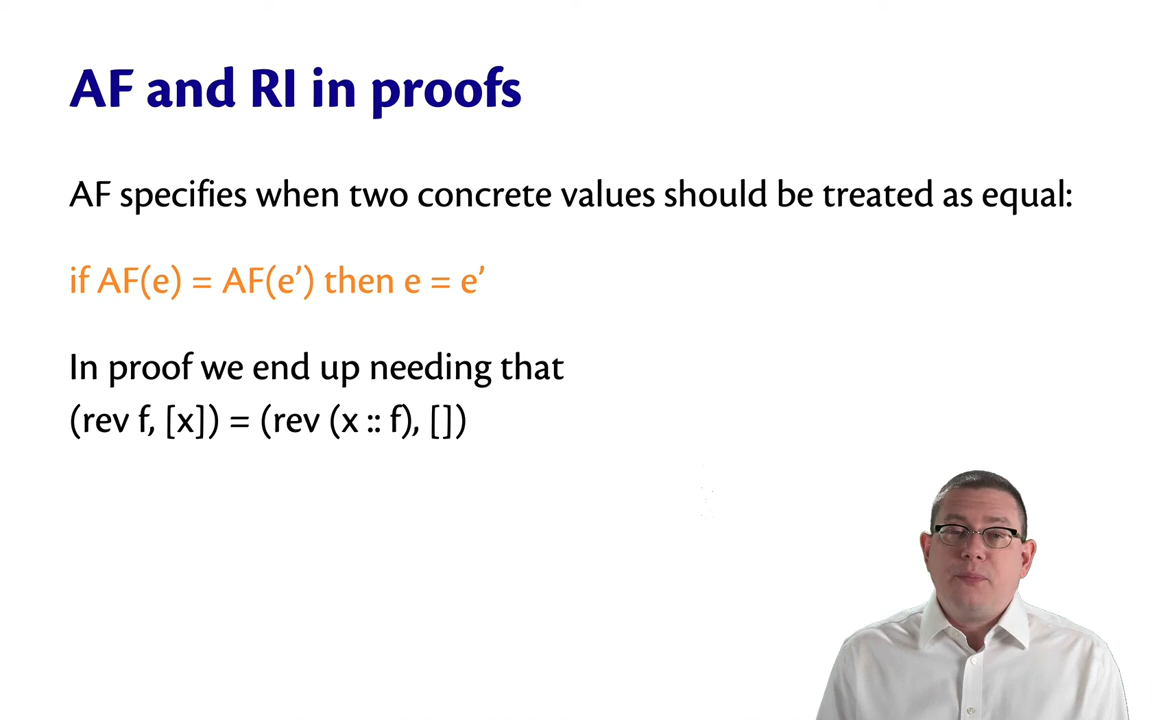 AF and RI in proofs
AF specifies when two concrete values should be treated as equal:
if AF(e) = AF(e’) then e = e’
In proof we end up needing that
(rev f, [x]) = (rev (x :: f), [])